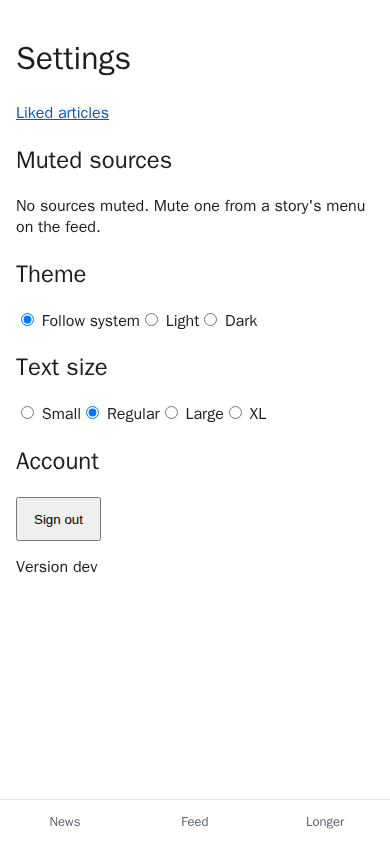 Settings
Liked articles
Muted sources
No sources muted. Mute one from a story's menu
on the feed.
Theme
Follow system Light Dark
Text size
Small Regular Large XL
Account
Sign out
Version dev
News Feed Longer